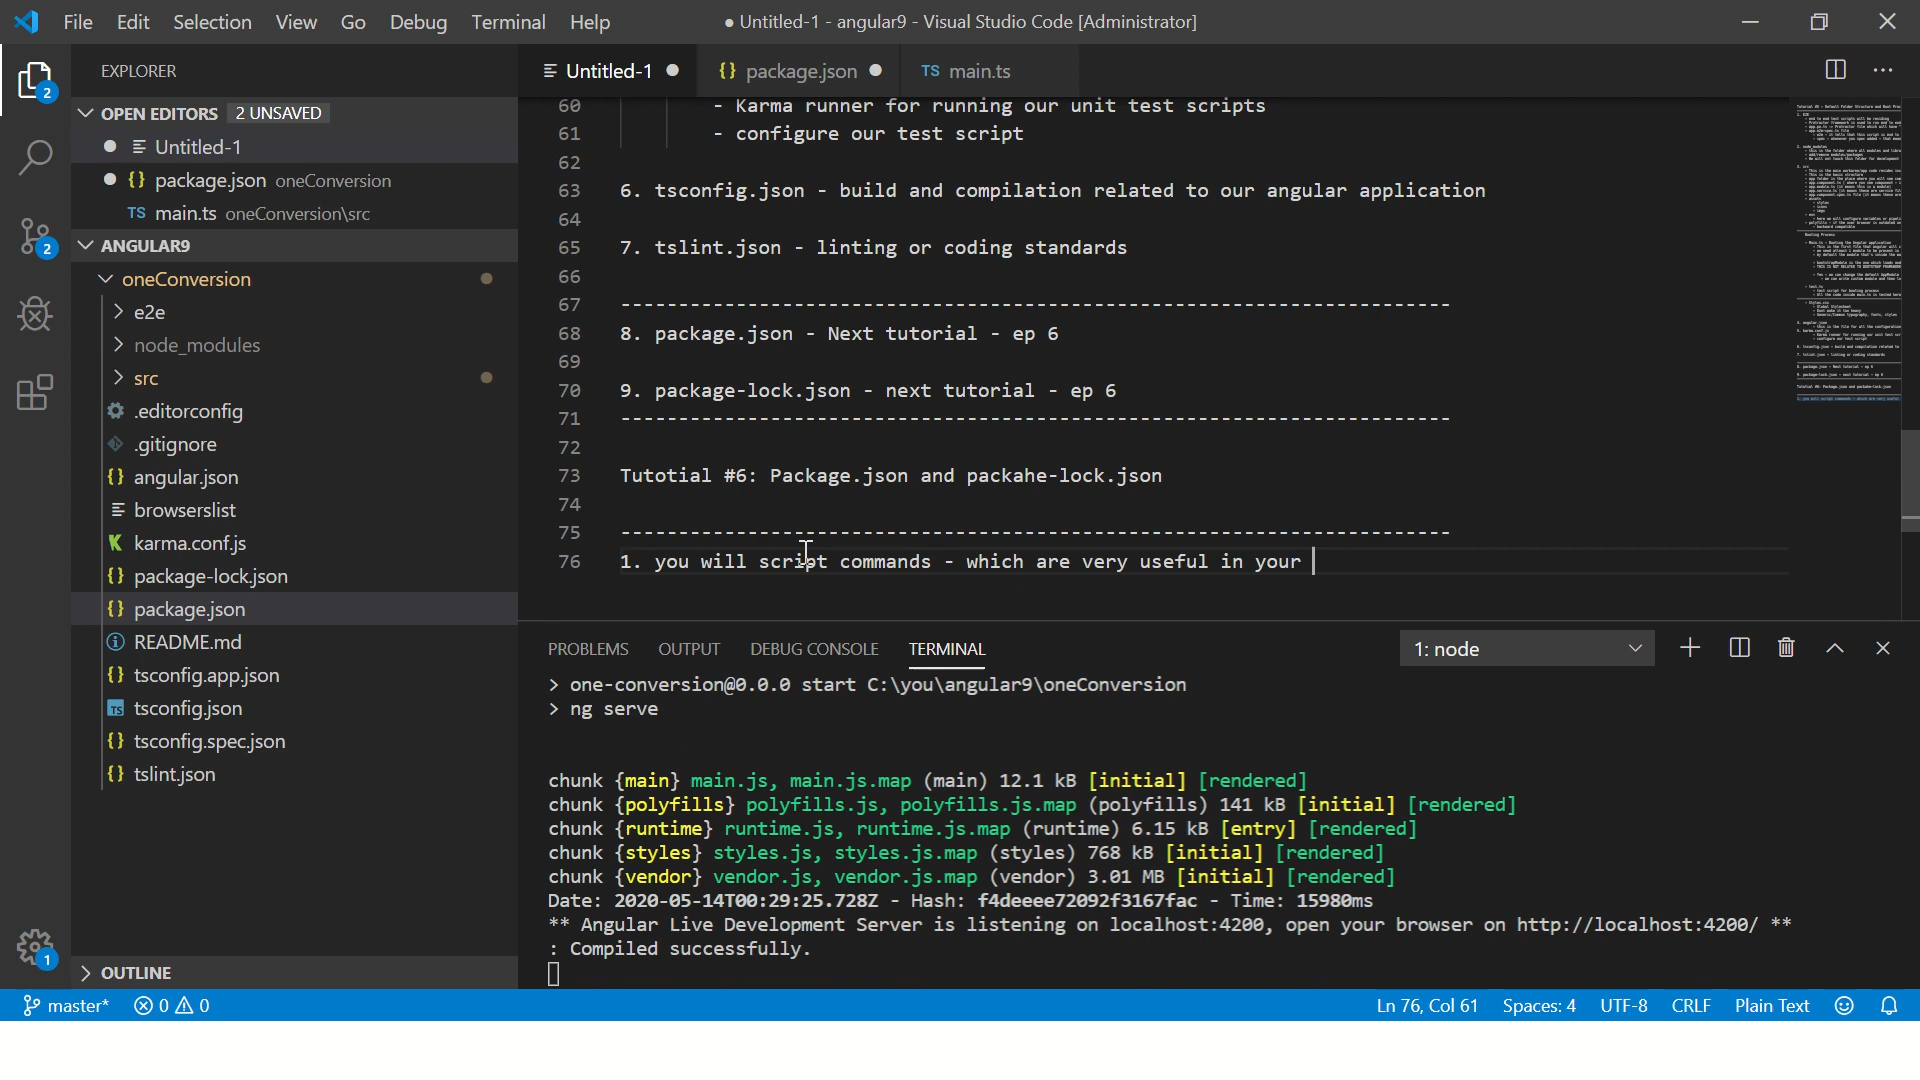 File Edit Selection View Go Debug Terminal Help
● Untitled-1 - angular9 - Visual Studio Code [Administrator]
EXPLORER
OPEN EDITORS 2 UNSAVED
Untitled-1
{} package.json oneConversion
TS main.ts oneConversion\src
ANGULAR9
oneConversion
e2e
node_modules
src
.editorconfig
.gitignore
{} angular.json
browserslist
karma.conf.js
{} package-lock.json
{} package.json
README.md
{} tsconfig.app.json
TS tsconfig.json
{} tsconfig.spec.json
{} tslint.json
OUTLINE
2
2
1
Untitled-1 ●
{} package.json ●
TS main.ts
60 - Karma runner for running our unit test scripts
61 - configure our test script
62
63 6. tsconfig.json - build and compilation related to our angular application
64
65 7. tslint.json - linting or coding standards
66
67 ------------------------------------------------------------------------
68 8. package.json - Next tutorial - ep 6
69
70 9. package-lock.json - next tutorial - ep 6
71 ------------------------------------------------------------------------
72
73 Tutotial #6: Package.json and packahe-lock.json
74
75 ------------------------------------------------------------------------
76 1. you will script commands - which are very useful in your
PROBLEMS OUTPUT DEBUG CONSOLE TERMINAL
1: node
> one-conversion@0.0.0 start C:\you\angular9\oneConversion
> ng serve
chunk {main} main.js, main.js.map (main) 12.1 kB [initial] [rendered]
chunk {polyfills} polyfills.js, polyfills.js.map (polyfills) 141 kB [initial] [rendered]
chunk {runtime} runtime.js, runtime.js.map (runtime) 6.15 kB [entry] [rendered]
chunk {styles} styles.js, styles.js.map (styles) 768 kB [initial] [rendered]
chunk {vendor} vendor.js, vendor.js.map (vendor) 3.01 MB [initial] [rendered]
Date: 2020-05-14T00:29:25.728Z - Hash: f4deeee72092f3167fac - Time: 15980ms
** Angular Live Development Server is listening on localhost:4200, open your browser on http://localhost:4200/ **
: Compiled successfully.
master* 0 0
Ln 76, Col 61 Spaces: 4 UTF-8 CRLF Plain Text